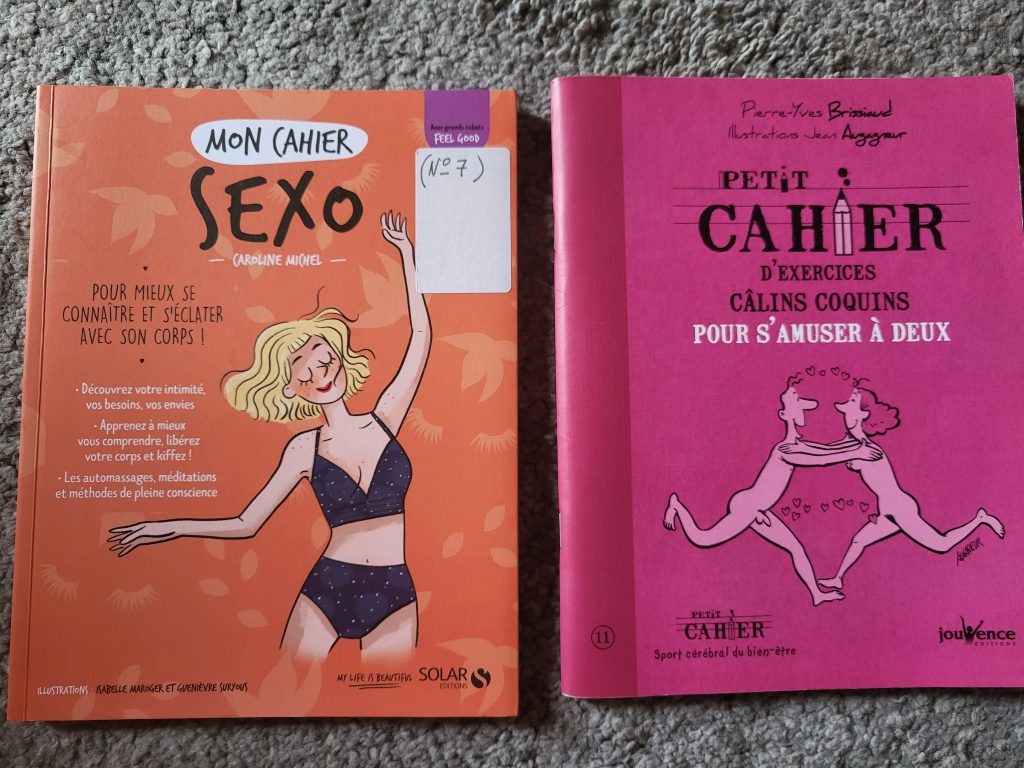 Avec grands rabats
FEEL GOOD
MON CAHIER
(N° 7)
SEXO
CAROLINE MICHEL
POUR MIEUX SE
CONNAÎTRE ET S'ÉCLATER
AVEC SON CORPS !
• Découvrez votre intimité,
vos besoins, vos envies
• Apprenez à mieux
vous comprendre, libérez
votre corps et kiffez !
• Les automassages, méditations
et méthodes de pleine conscience
MY LIFE IS BEAUTIFUL
SOLAR
EDITIONS
ILLUSTRATIONS : ISABELLE MAROGER ET GUENIÈVRE SURYOUS
Pierre-Yves Brissiaud
Illustrations Jean Augagneur
PETIT
CAHIER
D'EXERCICES
CÂLINS COQUINS
POUR S'AMUSER À DEUX
AUGAGNEUR
11
PETIT
CAHIER
Sport cérébral du bien-être
jouVence
EDITIONS